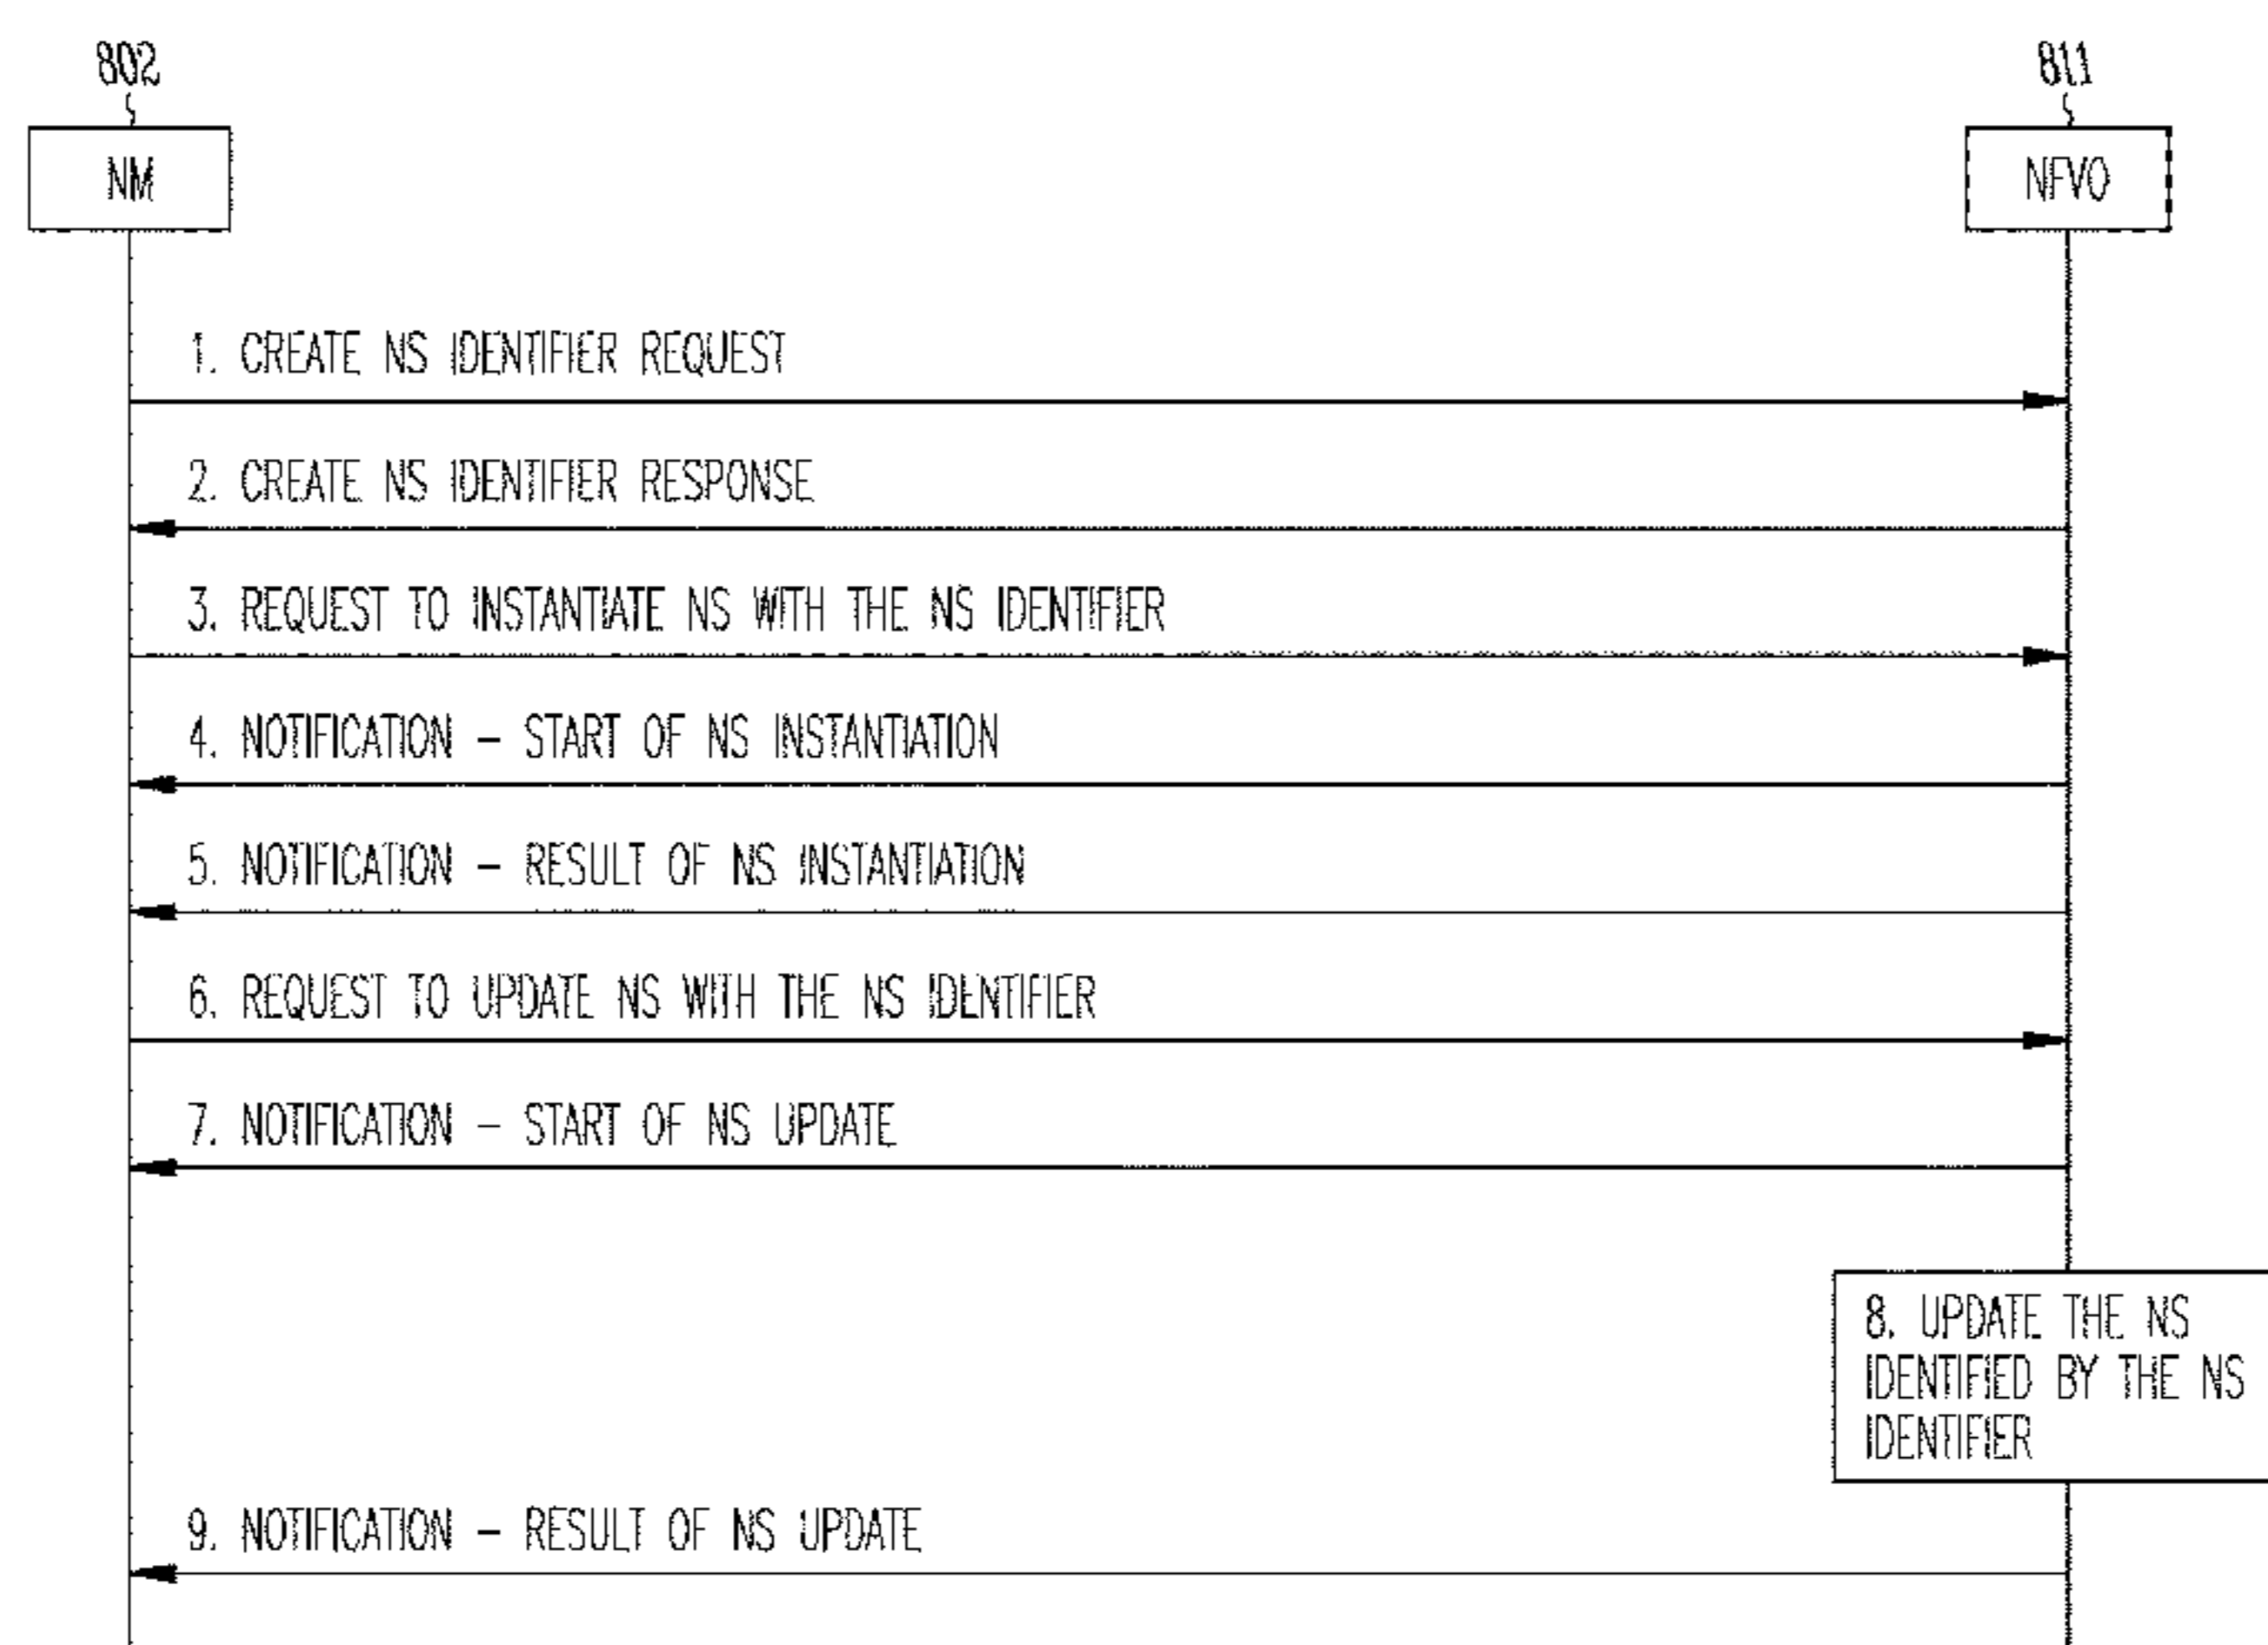 802
811
NM
NFVO
1. CREATE NS IDENTIFIER REQUEST
2. CREATE NS IDENTIFIER RESPONSE
3. REQUEST TO INSTANTIATE NS WITH THE NS IDENTIFIER
4. NOTIFICATION – START OF NS INSTANTIATION
5. NOTIFICATION – RESULT OF NS INSTANTIATION
6. REQUEST TO UPDATE NS WITH THE NS IDENTIFIER
7. NOTIFICATION – START OF NS UPDATE
8. UPDATE THE NS
IDENTIFIED BY THE NS
IDENTIFIER
9. NOTIFICATION – RESULT OF NS UPDATE